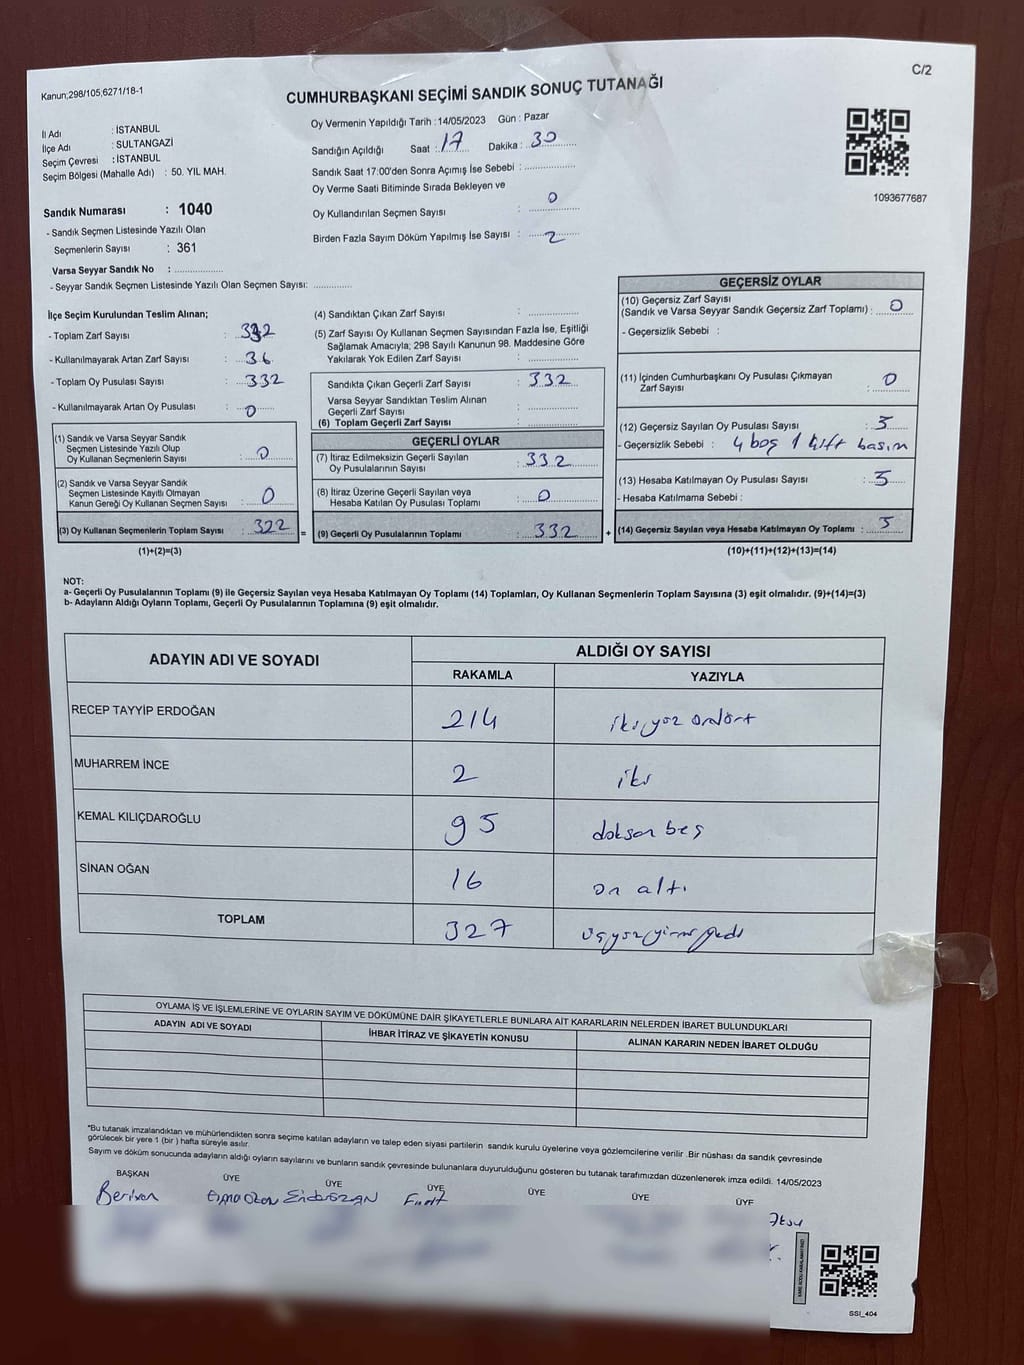 C/2
Kanun;298/105,6271/18-1
CUMHURBAŞKANI SEÇİMİ SANDIK SONUÇ TUTANAĞI
İl Adı : İSTANBUL
İlçe Adı : SULTANGAZİ
Seçim Çevresi : İSTANBUL
Seçim Bölgesi (Mahalle Adı) : 50. YIL MAH.
Oy Vermenin Yapıldığı Tarih : 14/05/2023 Gün : Pazar
Sandığın Açıldığı Saat : 17 Dakika : 30
Sandık Saat 17:00'den Sonra Açımış İse Sebebi :
Oy Verme Saati Bitiminde Sırada Bekleyen ve
Oy Kullandırılan Seçmen Sayısı : 0
Birden Fazla Sayım Döküm Yapılmış İse Sayısı : 2
1093677687
Sandık Numarası : 1040
- Sandık Seçmen Listesinde Yazılı Olan
Seçmenlerin Sayısı : 361
Varsa Seyyar Sandık No :
- Seyyar Sandık Seçmen Listesinde Yazılı Olan Seçmen Sayısı:
İlçe Seçim Kurulundan Teslim Alınan;
- Toplam Zarf Sayısı : 332
- Kullanılmayarak Artan Zarf Sayısı : 36
- Toplam Oy Pusulası Sayısı : 332
- Kullanılmayarak Artan Oy Pusulası : 0
(1) Sandık ve Varsa Seyyar Sandık
Seçmen Listesinde Yazılı Olup
Oy Kullanan Seçmenlerin Sayısı : 0
(2) Sandık ve Varsa Seyyar Sandık
Seçmen Listesinde Kayıtlı Olmayan
Kanun Gereği Oy Kullanan Seçmen Sayısı : 0
(3) Oy Kullanan Seçmenlerin Toplam Sayısı : 322 =
(1)+(2)=(3)
(4) Sandıktan Çıkan Zarf Sayısı :
(5) Zarf Sayısı Oy Kullanan Seçmen Sayısından Fazla İse, Eşitliği
Sağlamak Amacıyla; 298 Sayılı Kanunun 98. Maddesine Göre
Yakılarak Yok Edilen Zarf Sayısı :
Sandıkta Çıkan Geçerli Zarf Sayısı : 332
Varsa Seyyar Sandıktan Teslim Alınan
Geçerli Zarf Sayısı :
(6) Toplam Geçerli Zarf Sayısı :
GEÇERLİ OYLAR
(7) İtiraz Edilmeksizin Geçerli Sayılan
Oy Pusulalarının Sayısı : 332
(8) İtiraz Üzerine Geçerli Sayılan veya
Hesaba Katılan Oy Pusulası Toplamı : 0
(9) Geçerli Oy Pusulalarının Toplamı : 332 +
GEÇERSİZ OYLAR
(10) Geçersiz Zarf Sayısı
(Sandık ve Varsa Seyyar Sandık Geçersiz Zarf Toplamı) : 0
- Geçersizlik Sebebi :
(11) İçinden Cumhurbaşkanı Oy Pusulası Çıkmayan
Zarf Sayısı : 0
(12) Geçersiz Sayılan Oy Pusulası Sayısı : 5
- Geçersizlik Sebebi : 4 boş 1 çift basım
(13) Hesaba Katılmayan Oy Pusulası Sayısı : 5
- Hesaba Katılmama Sebebi :
(14) Geçersiz Sayılan veya Hesaba Katılmayan Oy Toplamı : 5
(10)+(11)+(12)+(13)=(14)
NOT:
a- Geçerli Oy Pusulalarının Toplamı (9) ile Geçersiz Sayılan veya Hesaba Katılmayan Oy Toplamı (14) Toplamları, Oy Kullanan Seçmenlerin Toplam Sayısına (3) eşit olmalıdır. (9)+(14)=(3)
b- Adayların Aldığı Oyların Toplamı, Geçerli Oy Pusulalarının Toplamına (9) eşit olmalıdır.
ADAYIN ADI VE SOYADI
ALDIĞI OY SAYISI
RAKAMLA YAZIYLA
RECEP TAYYİP ERDOĞAN 214 iki yüz ondört
MUHARREM İNCE 2 iki
KEMAL KILIÇDAROĞLU 95 doksan beş
SİNAN OĞAN 16 on altı
TOPLAM 327 üçyüzyirmiyedi
OYLAMA İŞ VE İŞLEMLERİNE VE OYLARIN SAYIM VE DÖKÜMÜNE DAİR ŞİKAYETLERLE BUNLARA AİT KARARLARIN NELERDEN İBARET BULUNDUKLARI
ADAYIN ADI VE SOYADI İHBAR İTİRAZ VE ŞİKAYETİN KONUSU ALINAN KARARIN NEDEN İBARET OLDUĞU
*Bu tutanak imzalandıktan ve mühürlendikten sonra seçime katılan adayların ve talep eden siyasi partilerin sandık kurulu üyelerine veya gözlemcilerine verilir .Bir nüshası da sandık çevresinde
görülecek bir yere 1 (bir ) hafta süreyle asılır.
Sayım ve döküm sonucunda adayların aldığı oyların sayılarını ve bunların sandık çevresinde bulunanlara duyurulduğunu gösteren bu tutanak tarafımızdan düzenlenerek imza edildi. 14/05/2023
BAŞKAN ÜYE ÜYE ÜYE ÜYE ÜYE ÜYE
Berivan
SSI_404